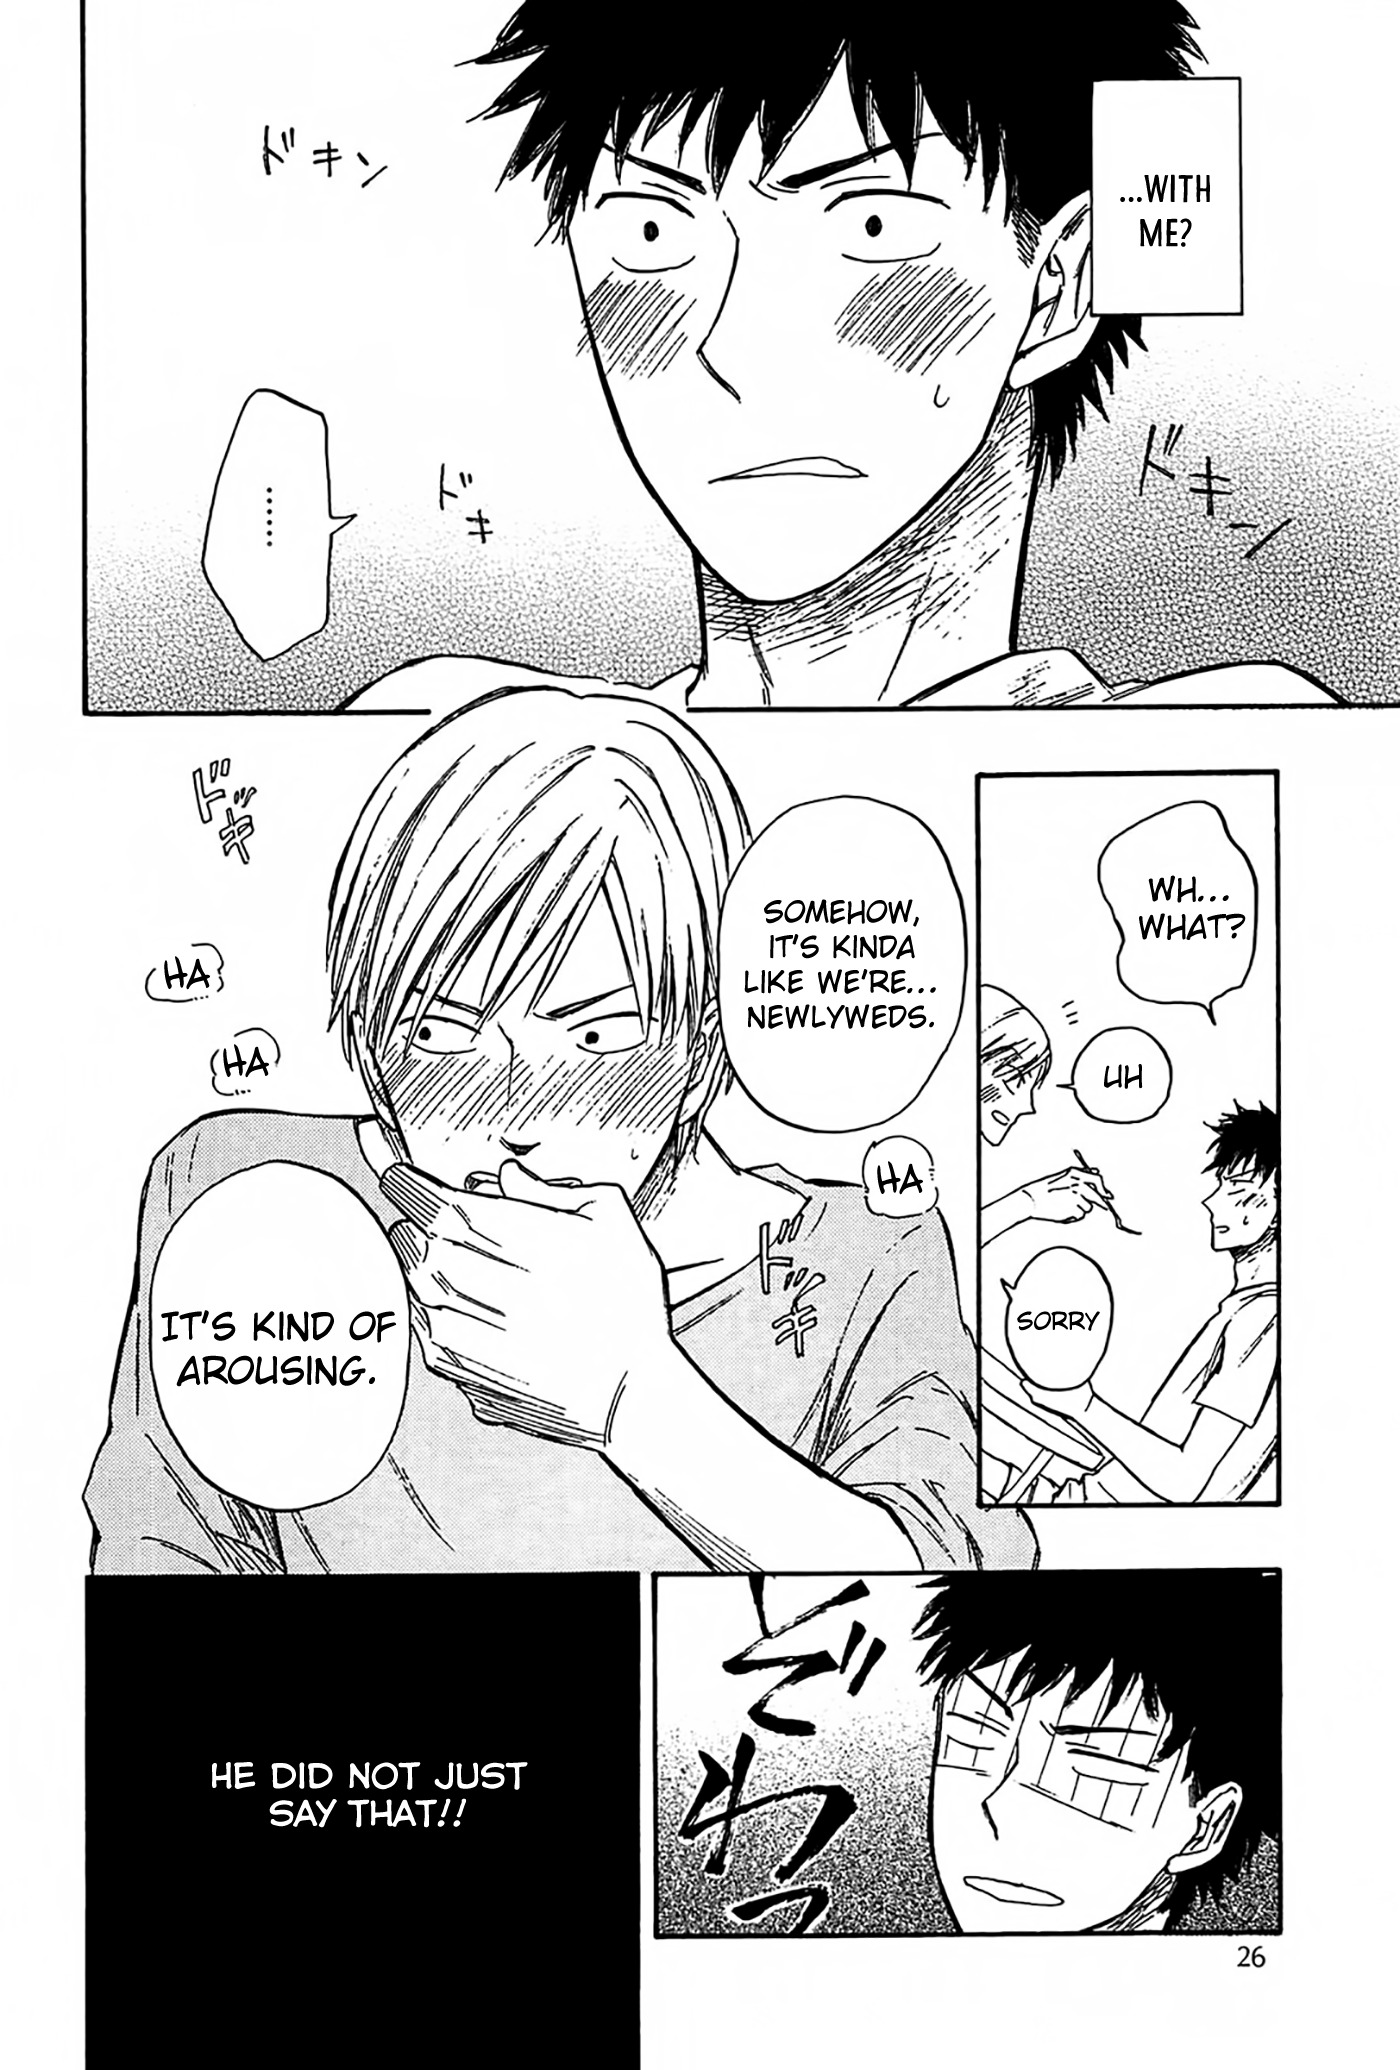 ...WITH
ME?
ドキン
ドキン
ドキ
.......
WH...
WHAT?
UH
SORRY
SOMEHOW,
IT'S KINDA
LIKE WE'RE...
NEWLYWEDS.
ドッキ
HA
HA
HA
ドッキ
IT'S KIND OF
AROUSING.
ぞわっ
HE DID NOT JUST
SAY THAT!!
26